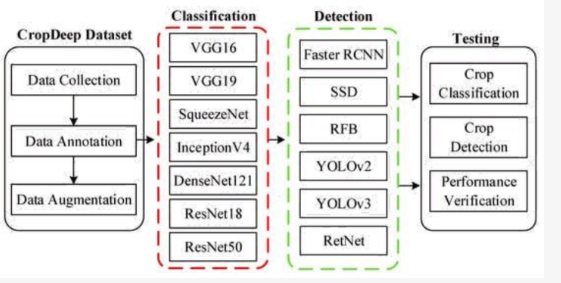 CropDeep Dataset
Data Collection
Data Annotation
Data Augmentation
Classification
VGG16
VGG19
SqueezeNet
InceptionV4
DenseNet121
ResNet18
ResNet50
Detection
Faster RCNN
SSD
RFB
YOLOv2
YOLOv3
RetNet
Testing
Crop
Classification
Crop
Detection
Performance
Verification